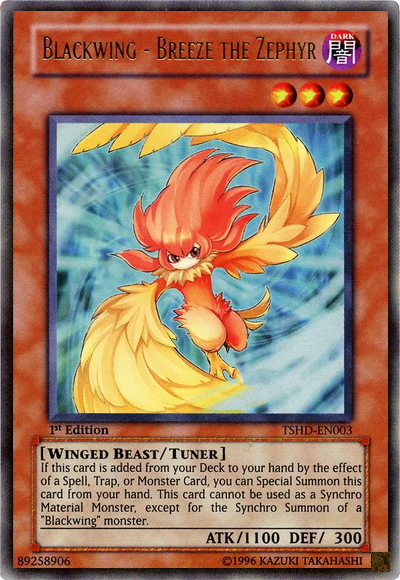 Blackwing - Breeze the Zephyr
DARK
闇
1st Edition
TSHD-EN003
[Winged Beast/Tuner]
If this card is added from your Deck to your hand by the effect
of a Spell, Trap, or Monster Card, you can Special Summon this
card from your hand. This card cannot be used as a Synchro
Material Monster, except for the Synchro Summon of a
"Blackwing" monster.
ATK/1100 DEF/ 300
89258906
©1996 KAZUKI TAKAHASHI